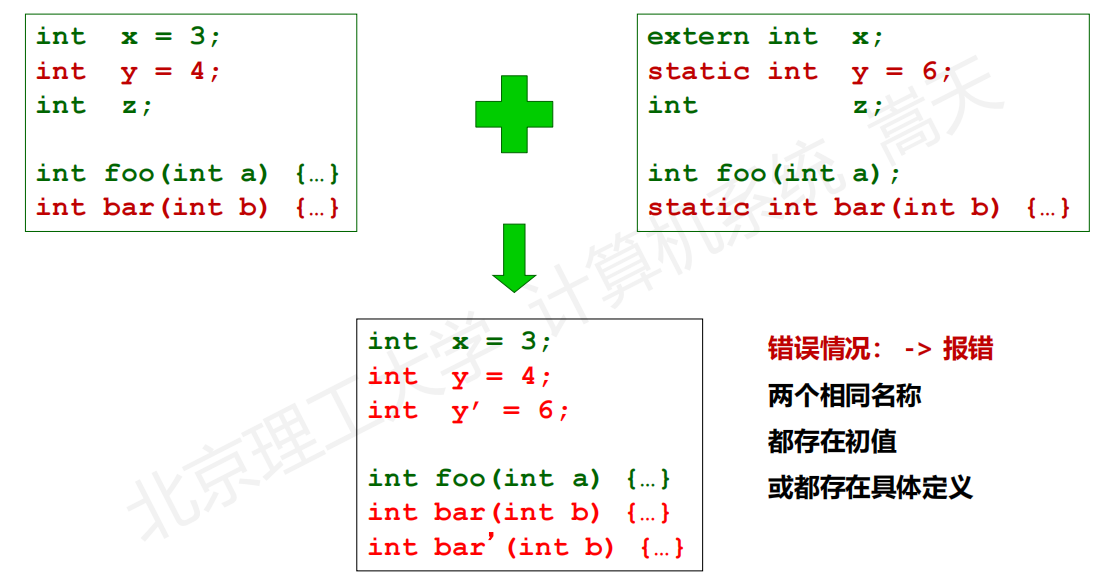 int  x = 3;
int  y = 4;
int  z;
int foo(int a) {…}
int bar(int b) {…}
extern int  x;
static int  y = 6;
int         z;
int foo(int a);
static int bar(int b) {…}
int  x = 3;
int  y = 4;
int  y′ = 6;
int foo(int a) {…}
int bar(int b) {…}
int bar’(int b) {…}
错误情况： -> 报错
两个相同名称
都存在初值
或都存在具体定义
北京理工大学 计算机系统 嵩天